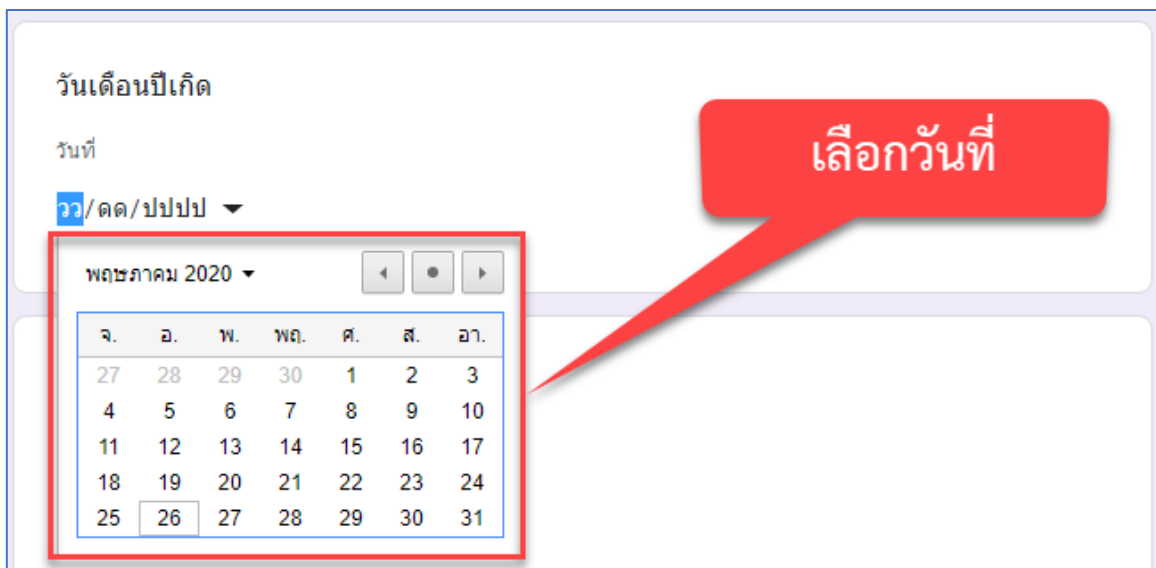 วันเดือนปีเกิด
เลือกวันที่
วันที่
วว/ดด/ปปปป
พฤษภาคม 2020
จ. อ. พ. พฤ. ศ. ส. อา.
27 28 29 30 1 2 3
4 5 6 7 8 9 10
11 12 13 14 15 16 17
18 19 20 21 22 23 24
25 26 27 28 29 30 31